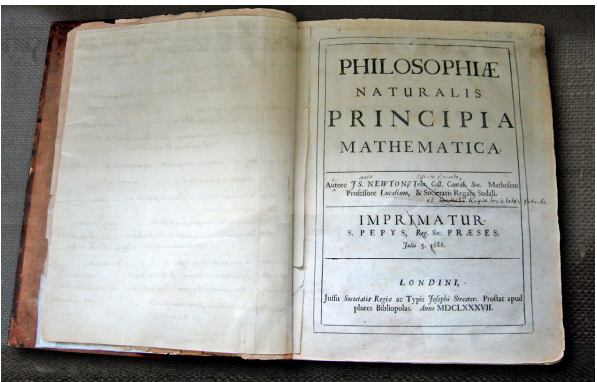 PHILOSOPHIÆ
NATURALIS
PRINCIPIA
MATHEMATICA.
Autore JS. NEWTON, Trin. Coll. Cantab. Soc. Matheseos
Professore Lucasiano, & Societatis Regalis Sodali.
IMPRIMATUR.
S. PEPYS, Reg. Soc. PRÆSES.
Julii 5. 1686.
LONDINI,
Jussu Societatis Regiæ ac Typis Josephi Streater. Prostat apud
plures Bibliopolas. Anno MDCLXXXVII.